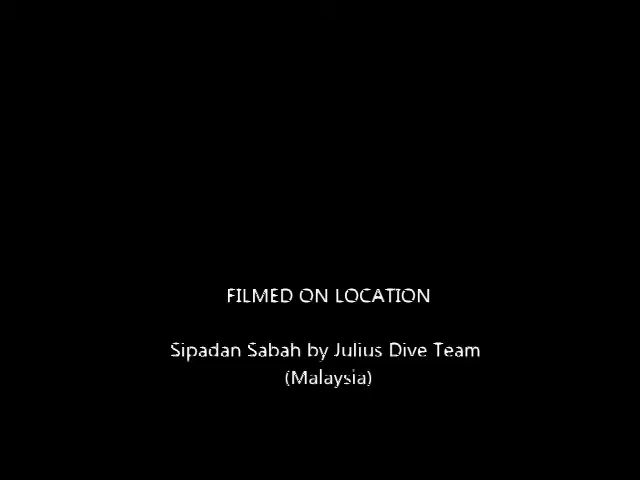 FILMED ON LOCATION
Sipadan Sabah by Julius Dive Team
(Malaysia)